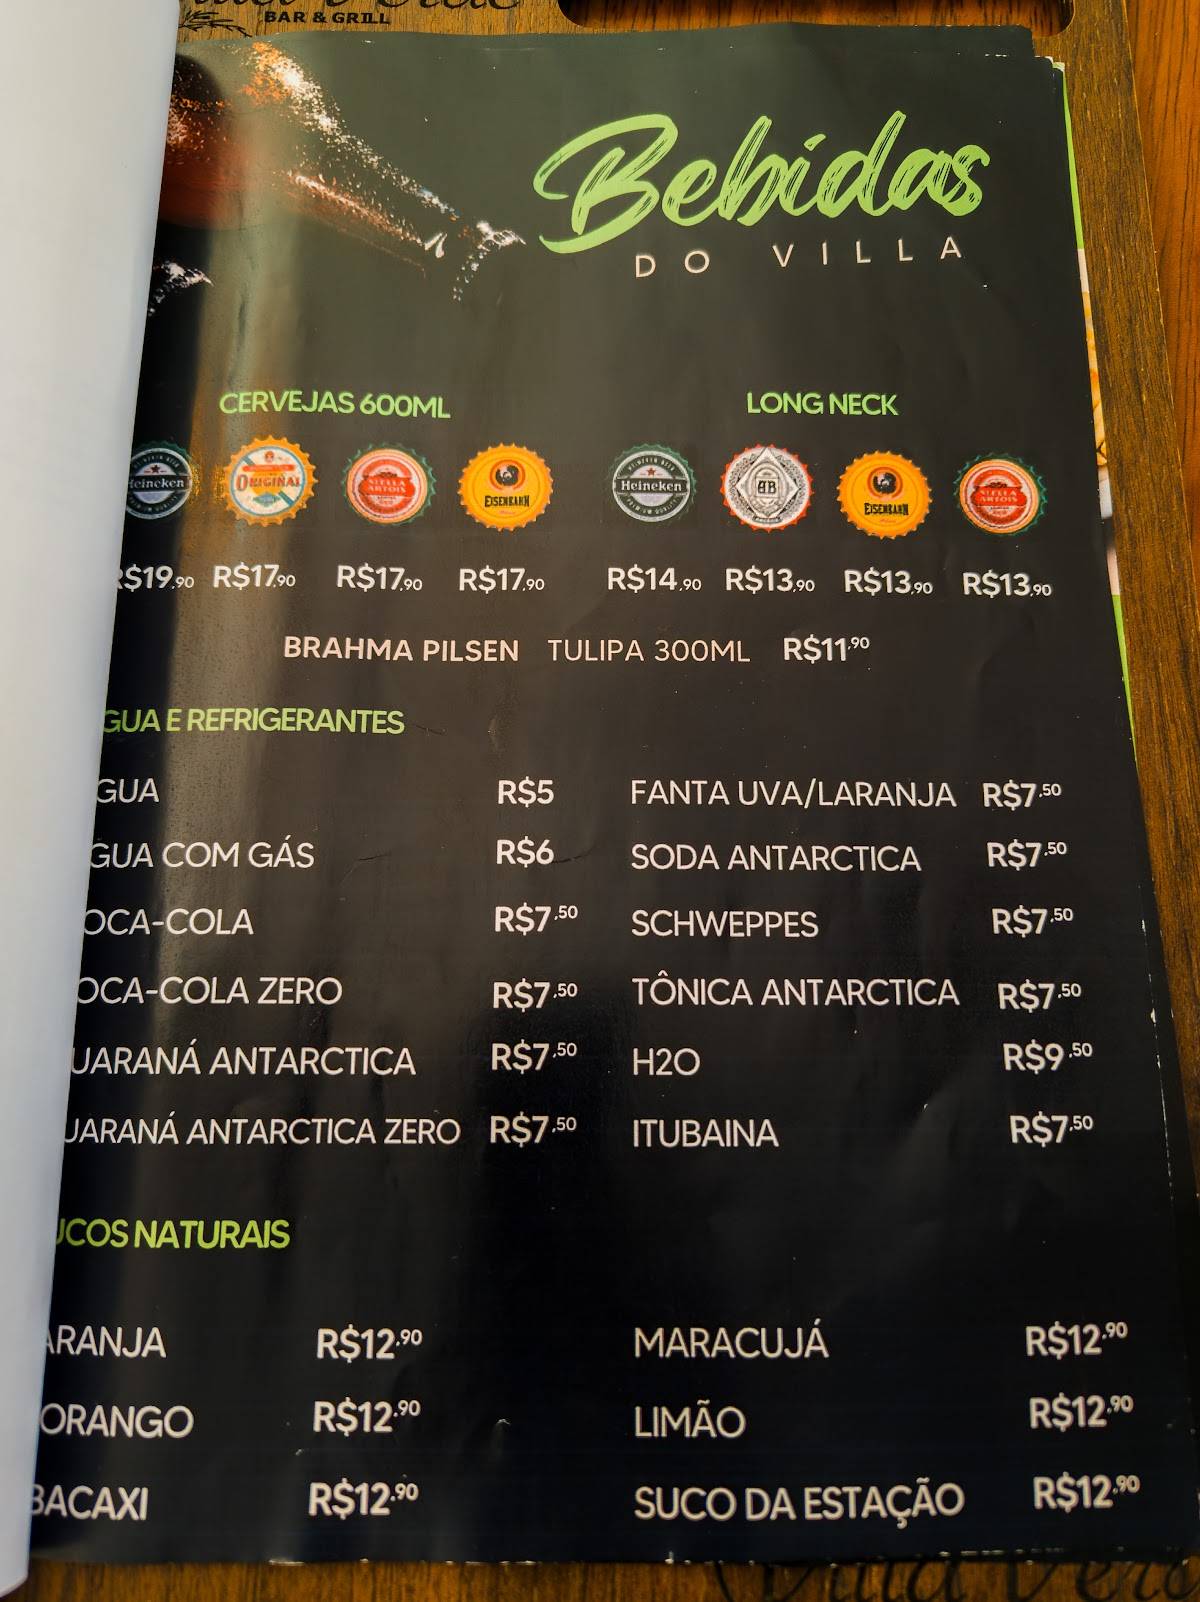 BAR & GRILL
Bebidas
DO VILLA
CERVEJAS 600ML
LONG NECK
Heineken ORIGINAL STELLA ARTOIS EISENBAHN Heineken AB EISENBAHN STELLA ARTOIS
R$19,90 R$17,90 R$17,90 R$17,90 R$14,90 R$13,90 R$13,90 R$13,90
BRAHMA PILSEN TULIPA 300ML R$11,90
GUA E REFRIGERANTES
GUA R$5
GUA COM GÁS R$6
OCA-COLA R$7,50
OCA-COLA ZERO R$7,50
UARANÁ ANTARCTICA R$7,50
UARANÁ ANTARCTICA ZERO R$7,50
FANTA UVA/LARANJA R$7,50
SODA ANTARCTICA R$7,50
SCHWEPPES R$7,50
TÔNICA ANTARCTICA R$7,50
H2O R$9,50
ITUBAINA R$7,50
UCOS NATURAIS
ARANJA R$12,90
ORANGO R$12,90
BACAXI R$12,90
MARACUJÁ R$12,90
LIMÃO R$12,90
SUCO DA ESTAÇÃO R$12,90